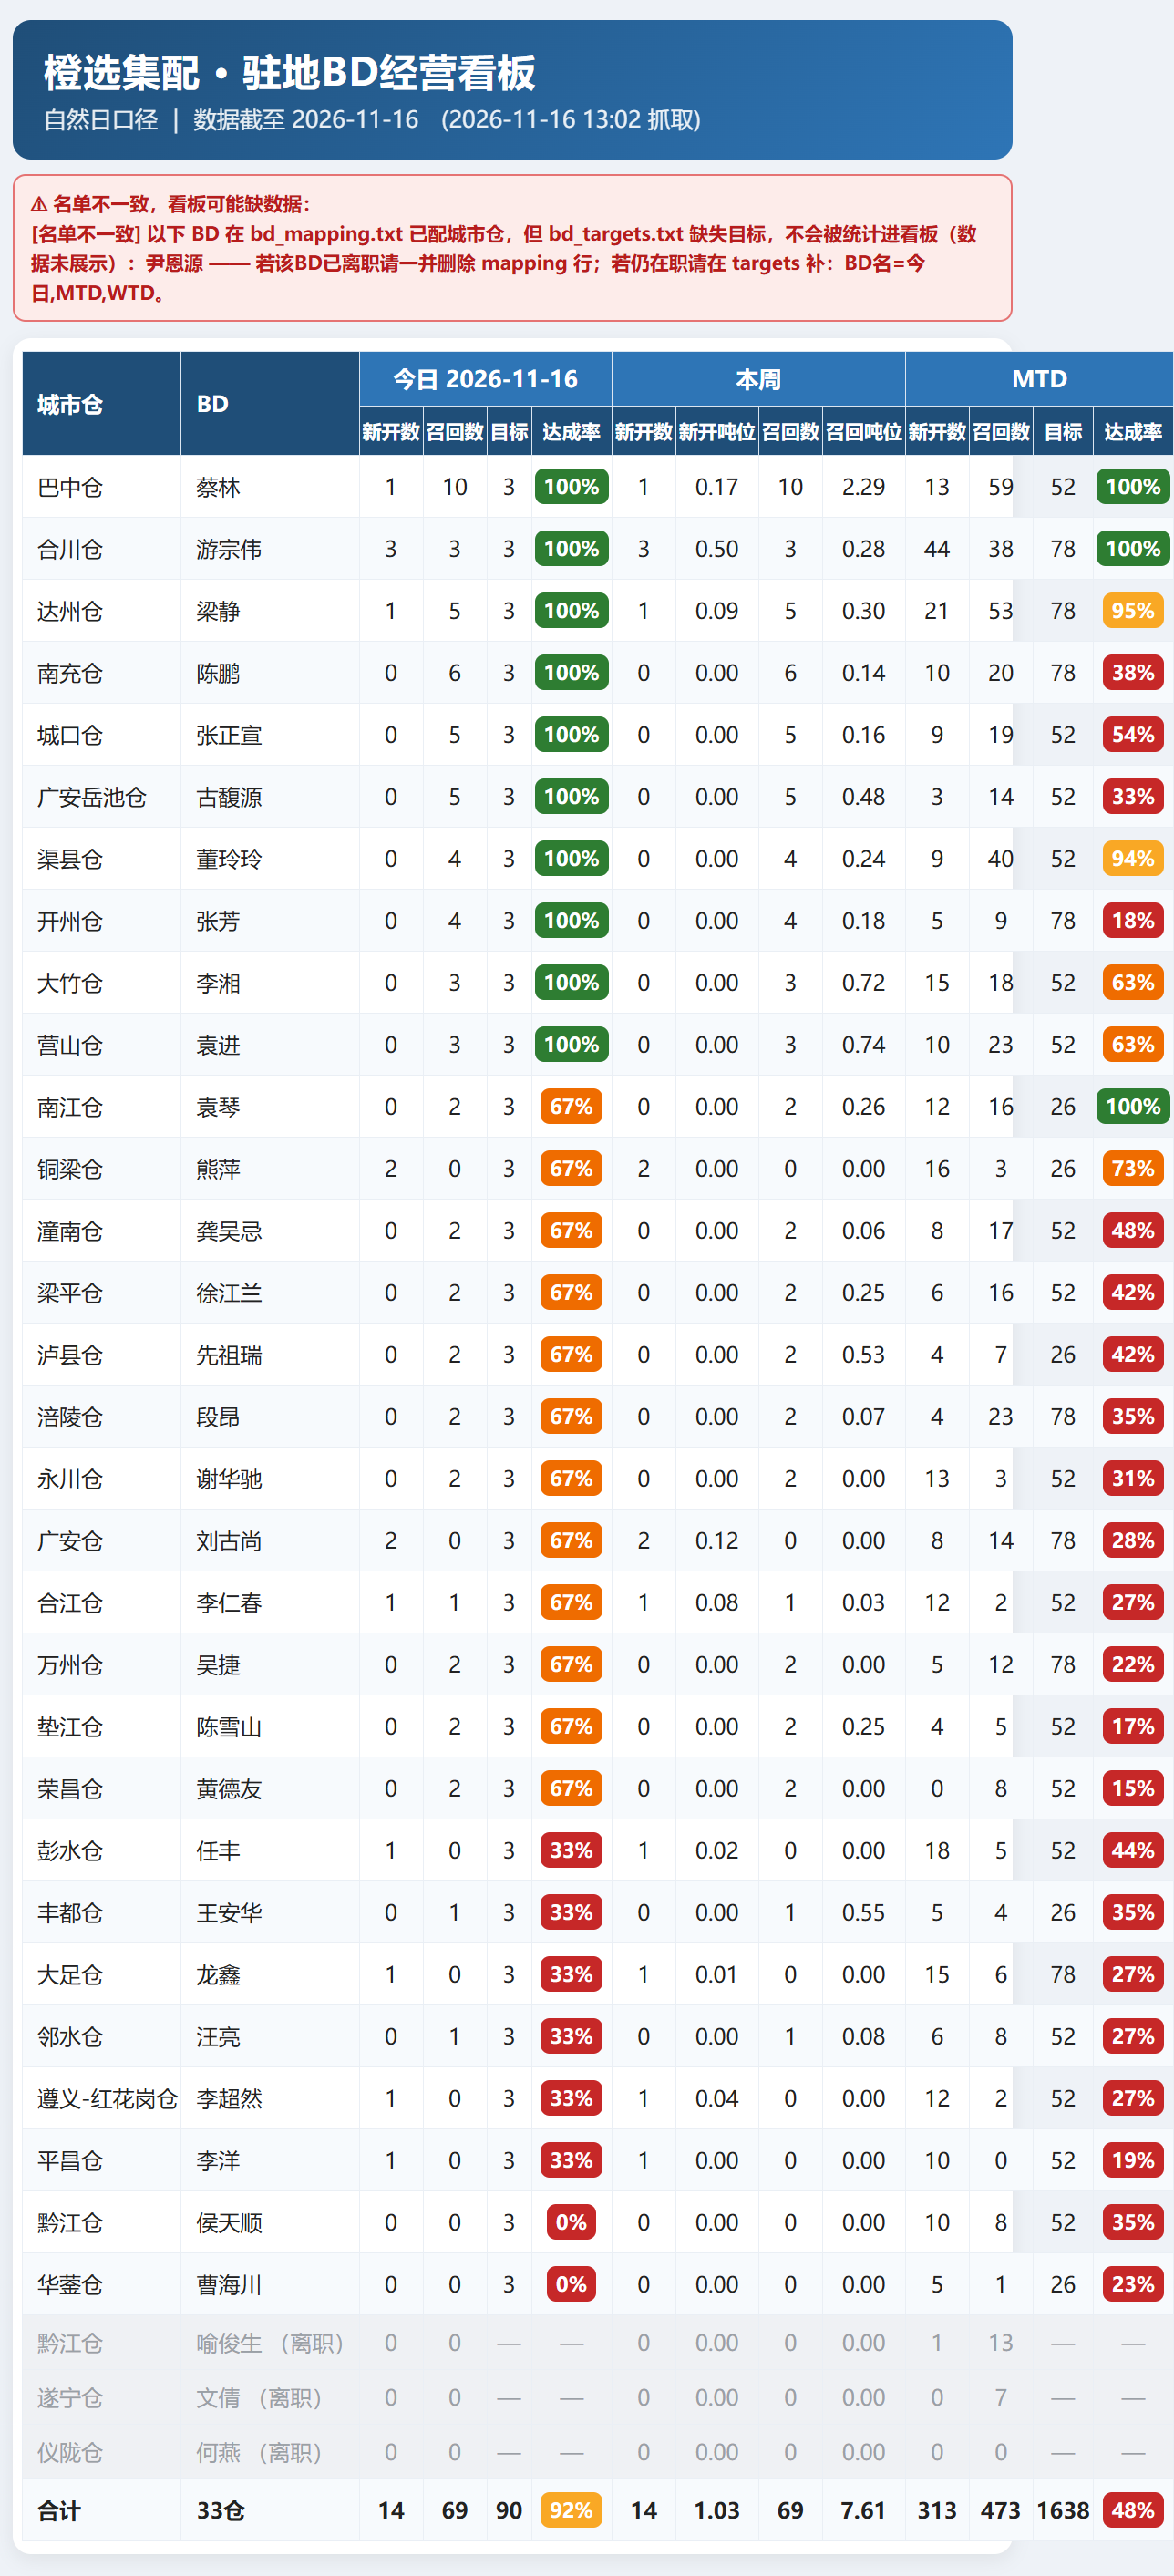 橙选集配 • 驻地BD经营看板
自然日口径 | 数据截至 2026-11-16 (2026-11-16 13:02 抓取)
⚠ 名单不一致，看板可能缺数据：
[名单不一致] 以下 BD 在 bd_mapping.txt 已配城市仓，但 bd_targets.txt 缺失目标，不会被统计进看板（数
据未展示）：尹恩源 —— 若该BD已离职请一并删除 mapping 行；若仍在职请在 targets 补：BD名=今
日,MTD,WTD。
城市仓 BD 今日 2026-11-16 本周 MTD
新开数 召回数 目标 达成率 新开数 新开吨位 召回数 召回吨位 新开数 召回数 目标 达成率
巴中仓 蔡林 1 10 3 100% 1 0.17 10 2.29 13 59 52 100%
合川仓 游宗伟 3 3 3 100% 3 0.50 3 0.28 44 38 78 100%
达州仓 梁静 1 5 3 100% 1 0.09 5 0.30 21 53 78 95%
南充仓 陈鹏 0 6 3 100% 0 0.00 6 0.14 10 20 78 38%
城口仓 张正宣 0 5 3 100% 0 0.00 5 0.16 9 19 52 54%
广安岳池仓 古馥源 0 5 3 100% 0 0.00 5 0.48 3 14 52 33%
渠县仓 董玲玲 0 4 3 100% 0 0.00 4 0.24 9 40 52 94%
开州仓 张芳 0 4 3 100% 0 0.00 4 0.18 5 9 78 18%
大竹仓 李湘 0 3 3 100% 0 0.00 3 0.72 15 18 52 63%
营山仓 袁进 0 3 3 100% 0 0.00 3 0.74 10 23 52 63%
南江仓 袁琴 0 2 3 67% 0 0.00 2 0.26 12 16 26 100%
铜梁仓 熊萍 2 0 3 67% 2 0.00 0 0.00 16 3 26 73%
潼南仓 龚吴忌 0 2 3 67% 0 0.00 2 0.06 8 17 52 48%
梁平仓 徐江兰 0 2 3 67% 0 0.00 2 0.25 6 16 52 42%
泸县仓 先祖瑞 0 2 3 67% 0 0.00 2 0.53 4 7 26 42%
涪陵仓 段昂 0 2 3 67% 0 0.00 2 0.07 4 23 78 35%
永川仓 谢华驰 0 2 3 67% 0 0.00 2 0.00 13 3 52 31%
广安仓 刘古尚 2 0 3 67% 2 0.12 0 0.00 8 14 78 28%
合江仓 李仁春 1 1 3 67% 1 0.08 1 0.03 12 2 52 27%
万州仓 吴捷 0 2 3 67% 0 0.00 2 0.00 5 12 78 22%
垫江仓 陈雪山 0 2 3 67% 0 0.00 2 0.25 4 5 52 17%
荣昌仓 黄德友 0 2 3 67% 0 0.00 2 0.00 0 8 52 15%
彭水仓 任丰 1 0 3 33% 1 0.02 0 0.00 18 5 52 44%
丰都仓 王安华 0 1 3 33% 0 0.00 1 0.55 5 4 26 35%
大足仓 龙鑫 1 0 3 33% 1 0.01 0 0.00 15 6 78 27%
邻水仓 汪亮 0 1 3 33% 0 0.00 1 0.08 6 8 52 27%
遵义-红花岗仓 李超然 1 0 3 33% 1 0.04 0 0.00 12 2 52 27%
平昌仓 李洋 1 0 3 33% 1 0.00 0 0.00 10 0 52 19%
黔江仓 侯天顺 0 0 3 0% 0 0.00 0 0.00 10 8 52 35%
华蓥仓 曹海川 0 0 3 0% 0 0.00 0 0.00 5 1 26 23%
黔江仓 喻俊生（离职） 0 0 — — 0 0.00 0 0.00 1 13 — —
遂宁仓 文倩（离职） 0 0 — — 0 0.00 0 0.00 0 7 — —
仪陇仓 何燕（离职） 0 0 — — 0 0.00 0 0.00 0 0 — —
合计 33仓 14 69 90 92% 14 1.03 69 7.61 313 473 1638 48%